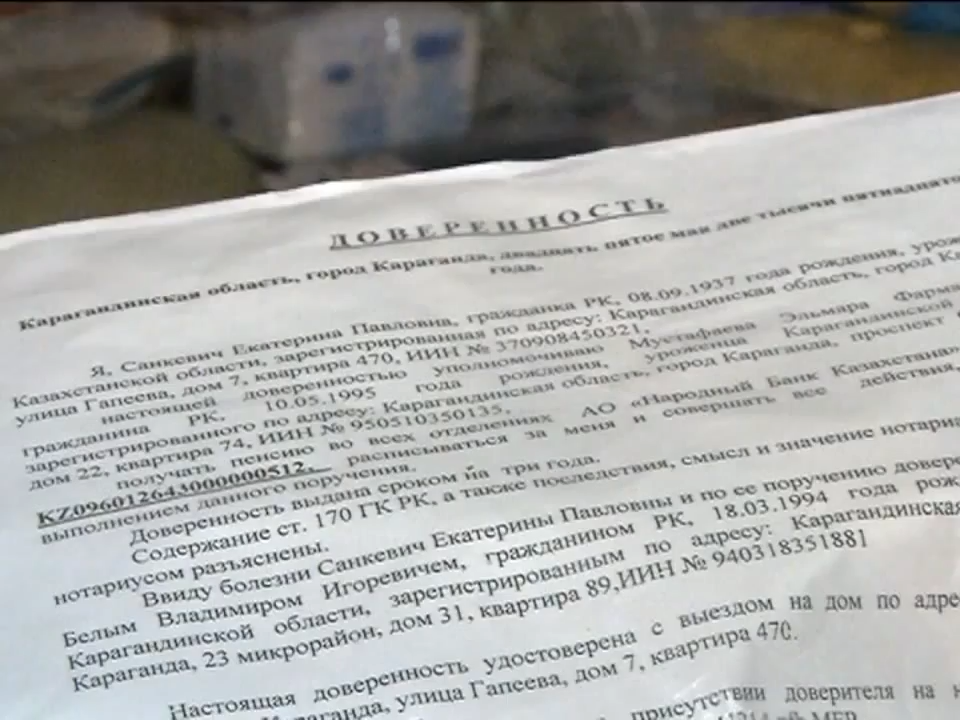 ДОВЕРЕННОСТЬ
Карагандинская область, город Караганда, двадцать пятое мая две тысячи пятнадцато
года.
Я, Санкевич Екатерина Павловна, гражданка РК, 08.09.1937 года рождения, урож
Казахстанской области, зарегистрированная по адресу: Карагандинская область, город Ка
улица Гапеева, дом 7, квартира 470, ИИН № 370908450321,
настоящей доверенностью уполномочиваю Мустафаева Эльмара Фарма
гражданина РК, 10.05.1995 года рождения, уроженца Карагандинской
зарегистрированного по адресу: Карагандинская область, город Караганда, проспект
дом 22, квартира 74, ИИН № 950510350135,
получать пенсию во всех отделениях АО «Народный Банк Казахстана»
KZ096012643000000512, расписываться за меня и совершать все действия,
выполнением данного поручения.
Доверенность выдана сроком на три года.
Содержание ст. 170 ГК РК, а также последствия, смысл и значение нотариа
нотариусом разъяснены.
Ввиду болезни Санкевич Екатерины Павловны и по ее поручению довере
Белым Владимиром Игоревичем, гражданином РК, 18.03.1994 года рож
Карагандинской области, зарегистрированным по адресу: Карагандинская
Караганда, 23 микрорайон, дом 31, квартира 89,ИИН № 940318351881
Настоящая доверенность удостоверена с выездом на дом по адре
Караганда, улица Гапеева, дом 7, квартира 470.
присутствии доверителя на